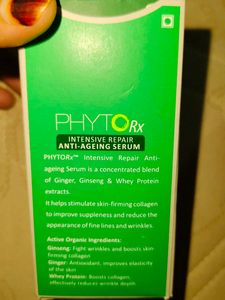 PHYTORx
INTENSIVE REPAIR
ANTI-AGEING SERUM
PHYTORx™ Intensive Repair Anti-
ageing Serum is a concentrated blend
of Ginger, Ginseng & Whey Protein
extracts.
It helps stimulate skin-firming collagen
to improve suppleness and reduce the
appearance of fine lines and wrinkles.
Active Organic Ingredients:
Ginseng: Fight wrinkles and boosts skin-
firming collagen
Ginger: Antioxidant, improves elasticity
of the skin
Whey Protein: Boosts collagen,
effectively reduces wrinkle depth